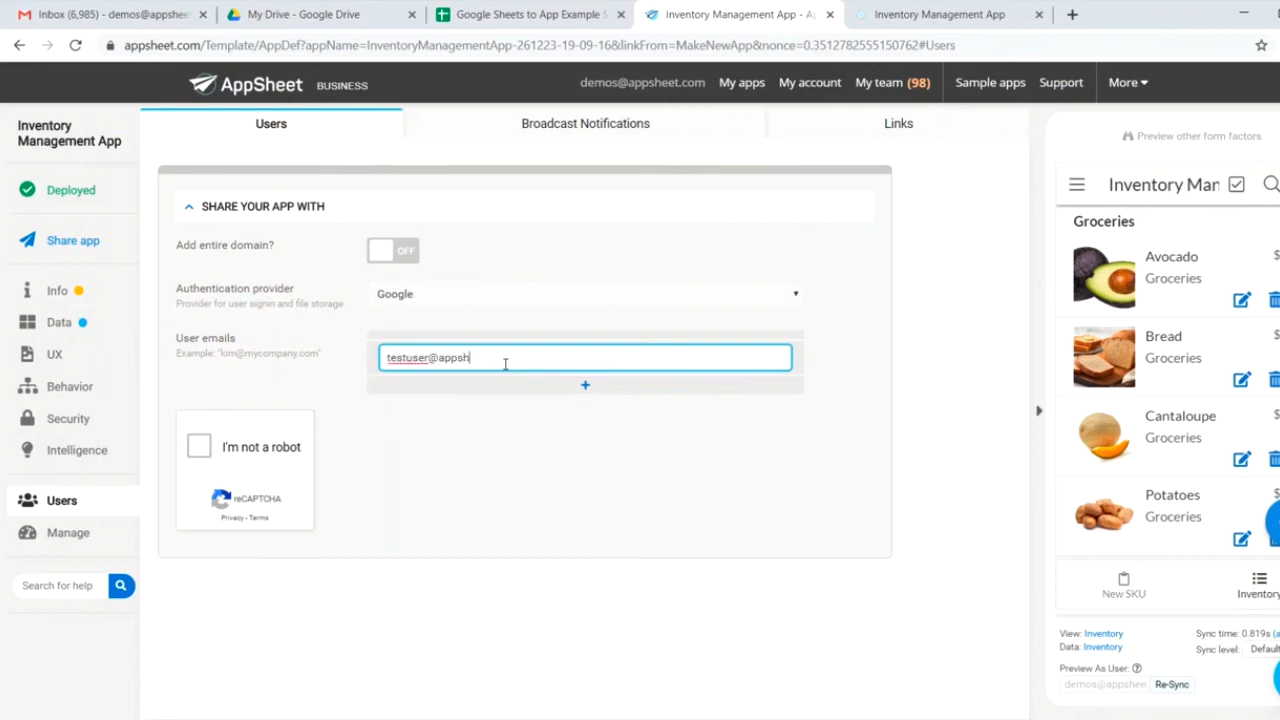 Inbox (6,985) - demos@appshee
My Drive - Google Drive
Google Sheets to App Example S
Inventory Management App - A
Inventory Management App
appsheet.com/Template/AppDef?appName=InventoryManagementApp-261223-19-09-16&linkFrom=MakeNewApp&nonce=0.3512782555150762#Users
AppSheet BUSINESS
demos@appsheet.com My apps My account My team (98) Sample apps Support More
Inventory
Management App
Deployed
Share app
Info
Data
UX
Behavior
Security
Intelligence
Users
Manage
Search for help
Users
Broadcast Notifications
Links
SHARE YOUR APP WITH
Add entire domain?
OFF
Authentication provider
Provider for user signin and file storage
Google
User emails
Example: "kim@mycompany.com"
testuser@appsh
+
I'm not a robot
reCAPTCHA
Privacy - Terms
Preview other form factors
Inventory Man
Groceries
Avocado
Groceries
$
Bread
Groceries
$
Cantaloupe
Groceries
$
Potatoes
Groceries
$
New SKU
Inventory
View: Inventory
Data: Inventory
Sync time: 0.819s (a
Sync level: Default
Preview As User:
demos@appshee
Re-Sync